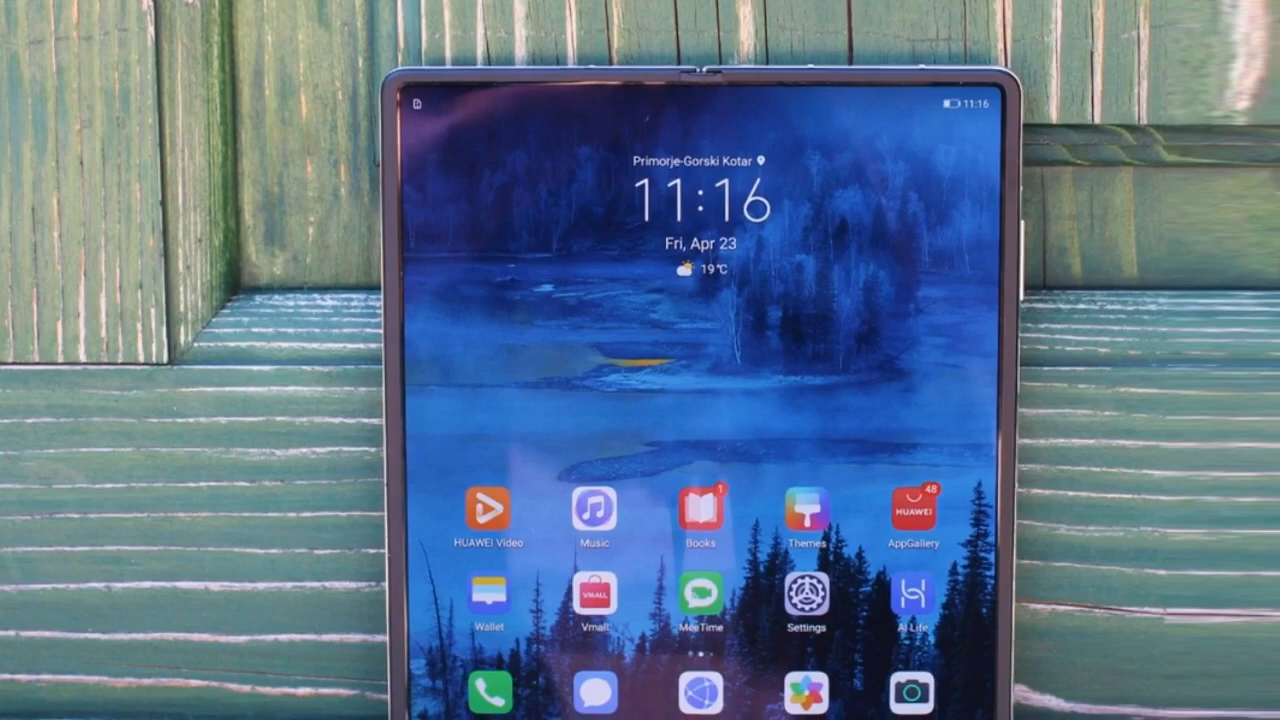 11:16
Primorje-Gorski Kotar
11:16
Fri, Apr 23
19°C
1
48
HUAWEI
HUAWEI Video
Music
Books
Themes
AppGallery
VMALL
Wallet
Vmall
MeeTime
Settings
AI Life